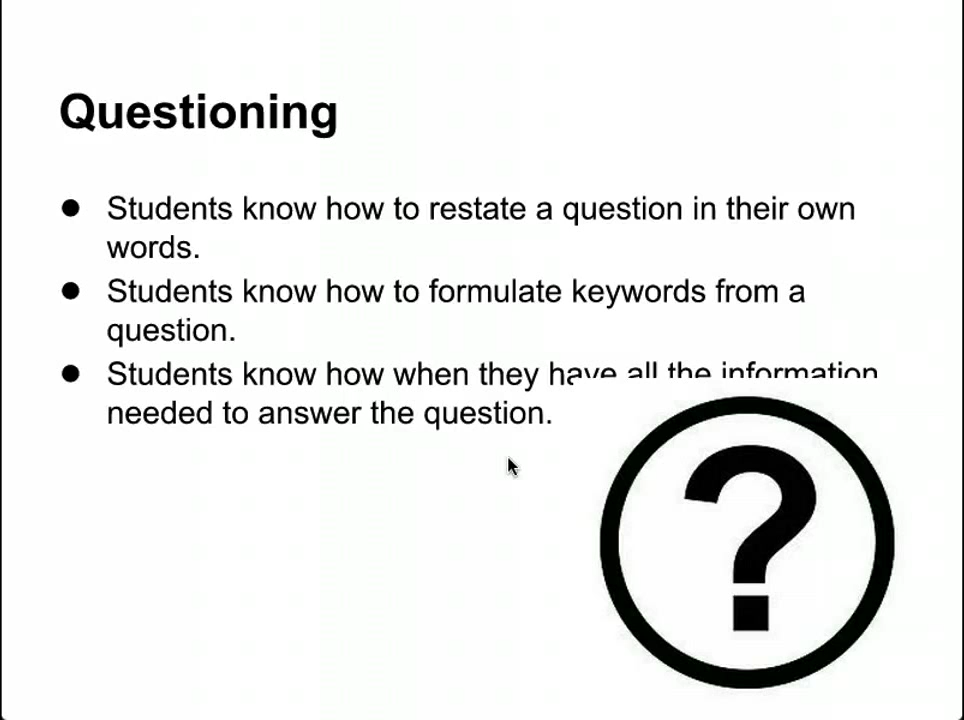 Questioning
● Students know how to restate a question in their own
words.
● Students know how to formulate keywords from a
question.
● Students know how when they have all the information
needed to answer the question.
?